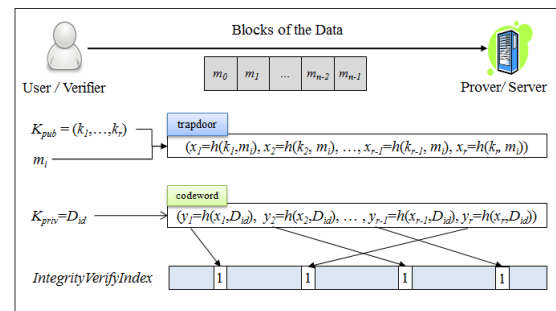 Blocks of the Data
m0 m1 ... mn-2 mn-1
User / Verifier
Prover/ Server
trapdoor
Kpub = (k1,...,kr)
mi
(x1=h(k1,mi), x2=h(k2, mi), ..., xr-1=h(kr-1, mi), xr=h(kr, mi))
codeword
Kpriv=Did
(y1=h(x1,Did), y2=h(x2,Did), ... , yr-1=h(xr-1,Did), yr=h(xr,Did))
IntegrityVerifyIndex
1 1 1 1